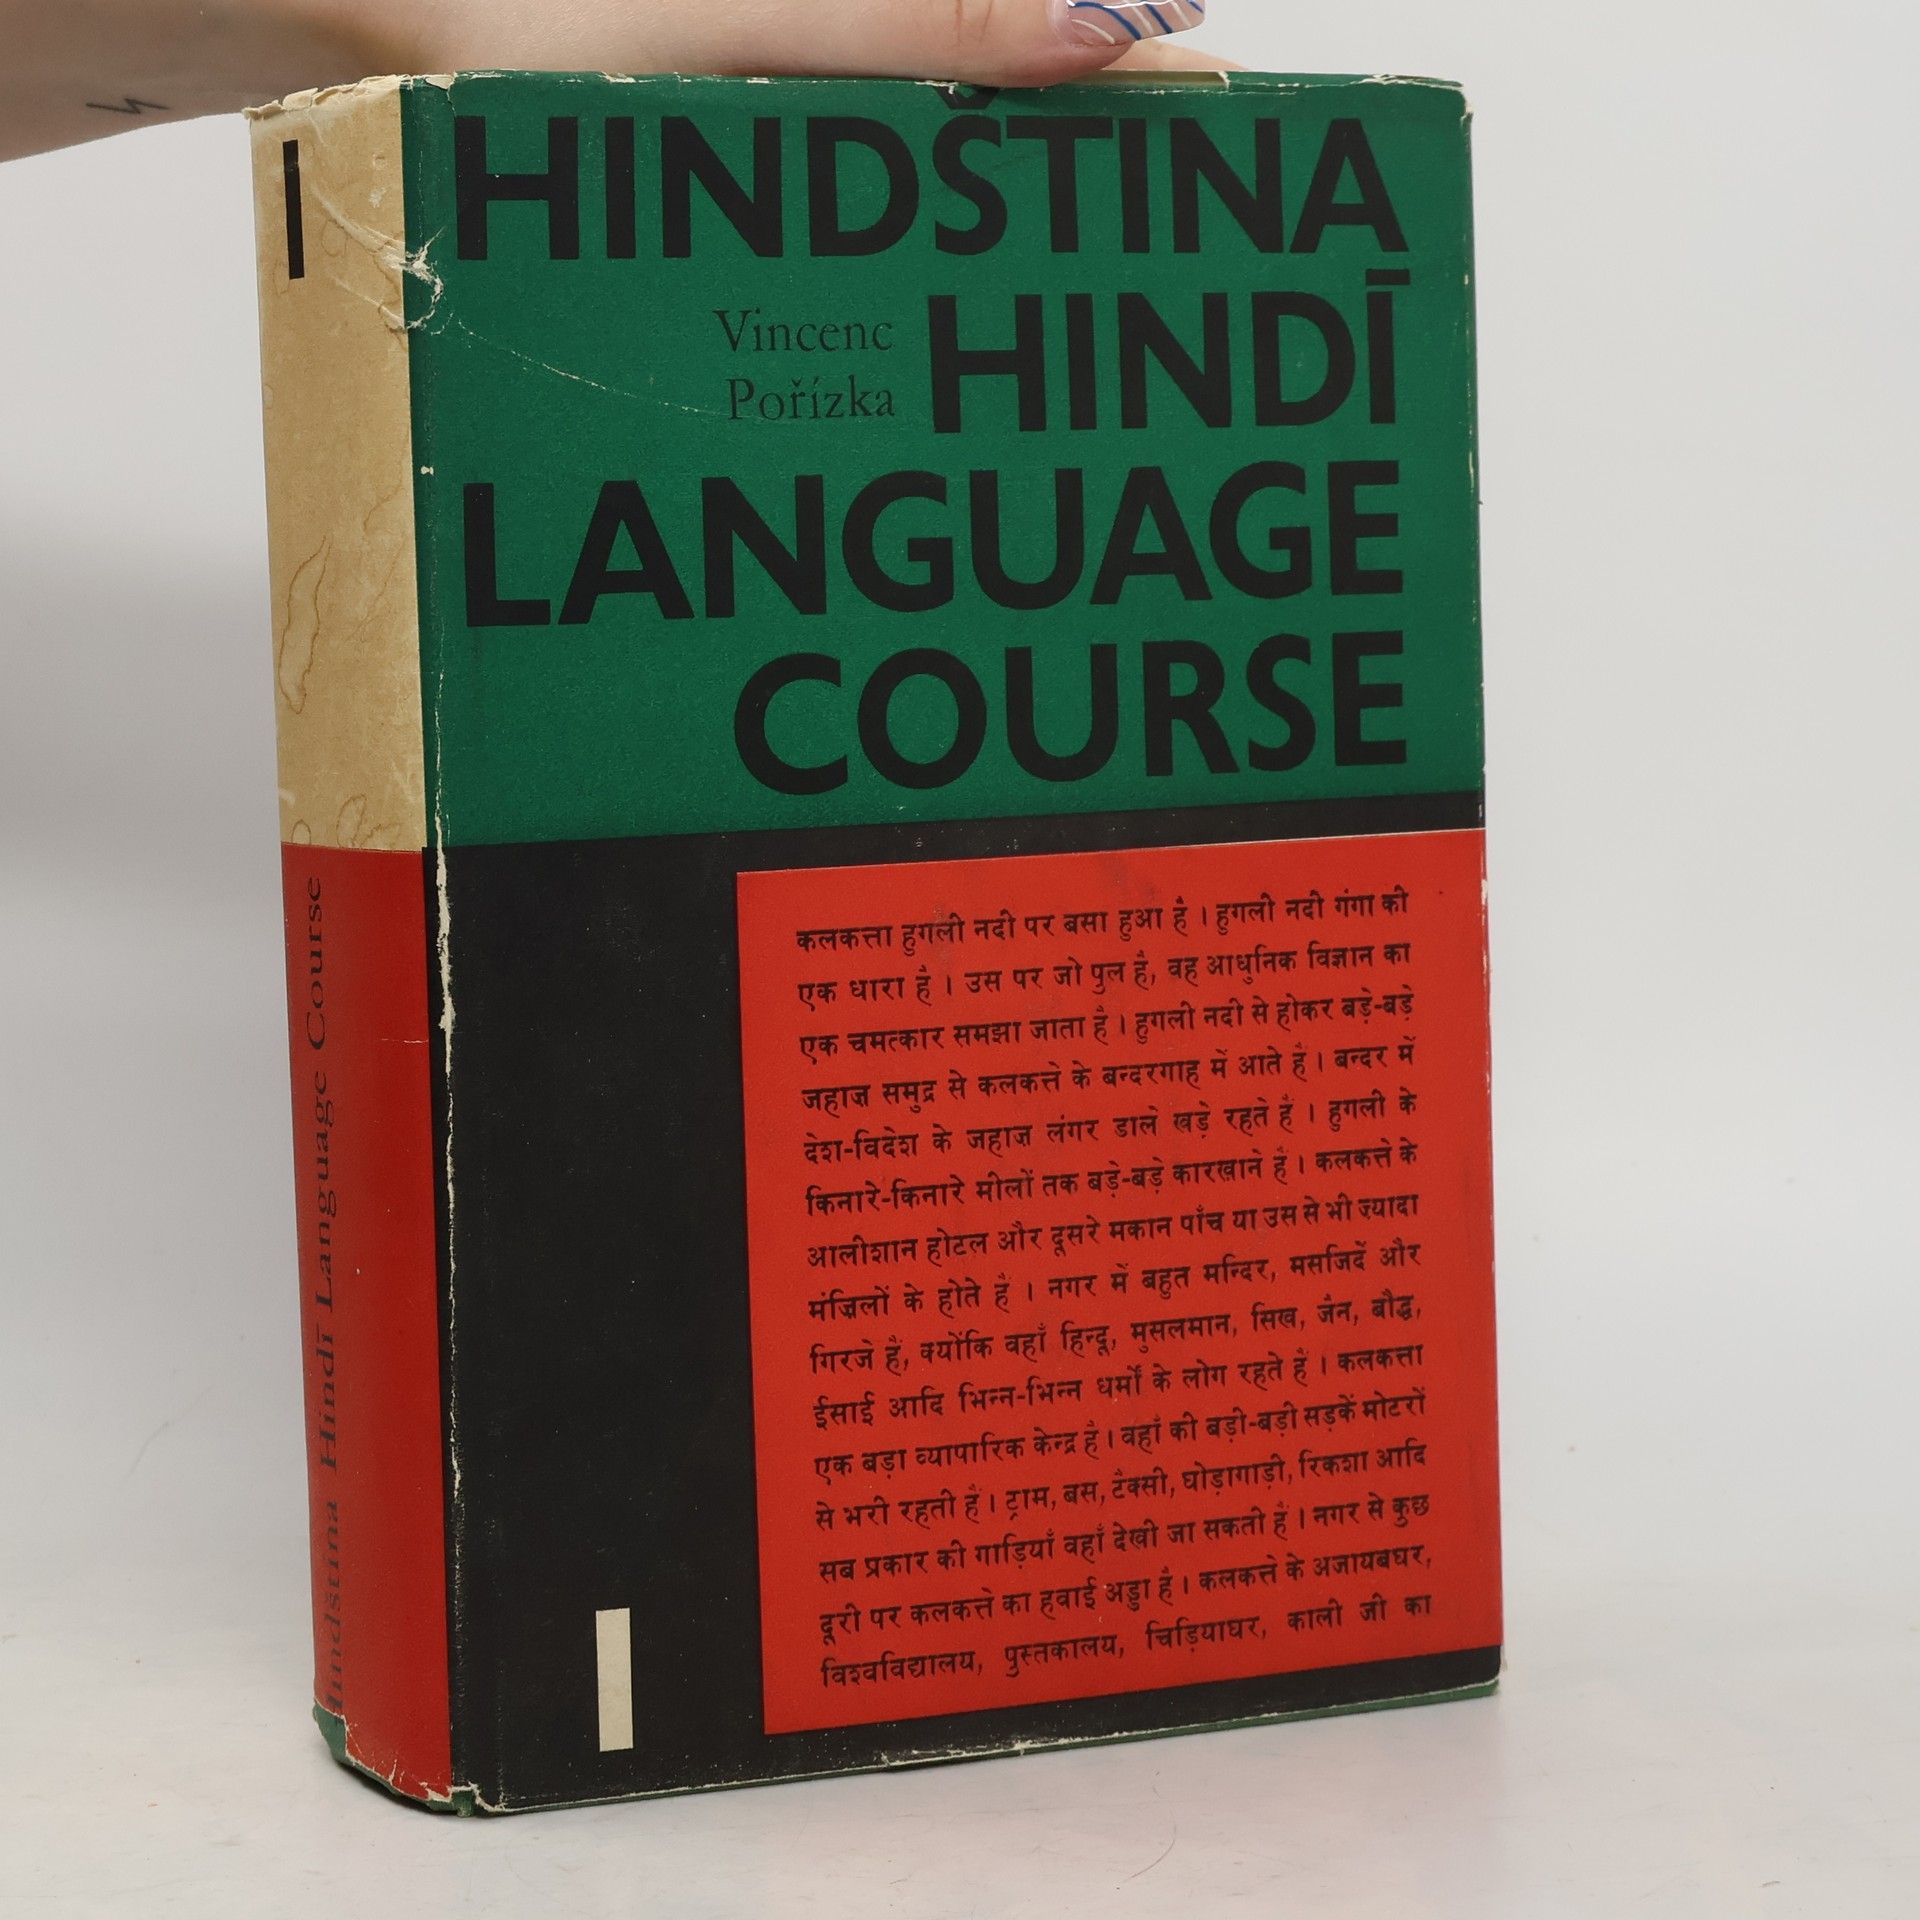 I
HINDŠTINA
Vincenc
Pořízka
HINDĪ
LANGUAGE
COURSE
Hindština Hindī Language Course
I
कलकत्ता हुगली नदी पर बसा हुआ है । हुगली नदी गंगा की
एक धारा है । उस पर जो पुल है, वह आधुनिक विज्ञान का
एक चमत्कार समझा जाता है । हुगली नदी से होकर बड़े-बड़े
जहाज़ समुद्र से कलकत्ते के बन्दरगाह में आते हैं । बन्दर में
देश-विदेश के जहाज़ लंगर डाले खड़े रहते हैं । हुगली के
किनारे-किनारे मीलों तक बड़े-बड़े कारख़ाने हैं । कलकत्ते के
आलीशान होटल और दूसरे मकान पाँच या उस से भी ज़्यादा
मंज़िलों के होते हैं । नगर में बहुत मन्दिर, मसजिदें और
गिरजे हैं, क्योंकि वहाँ हिन्दू, मुसलमान, सिख, जैन, बौद्ध,
ईसाई आदि भिन्न-भिन्न धर्मों के लोग रहते हैं । कलकत्ता
एक बड़ा व्यापारिक केन्द्र है । वहाँ की बड़ी-बड़ी सड़कें मोटरों
से भरी रहती हैं । ट्राम, बस, टैक्सी, घोड़ागाड़ी, रिकशा आदि
सब प्रकार की गाड़ियाँ वहाँ देखी जा सकती हैं । नगर से कुछ
दूरी पर कलकत्ते का हवाई अड्डा है । कलकत्ते के अजायबघर,
विश्वविद्यालय, पुस्तकालय, चिड़ियाघर, काली जी का